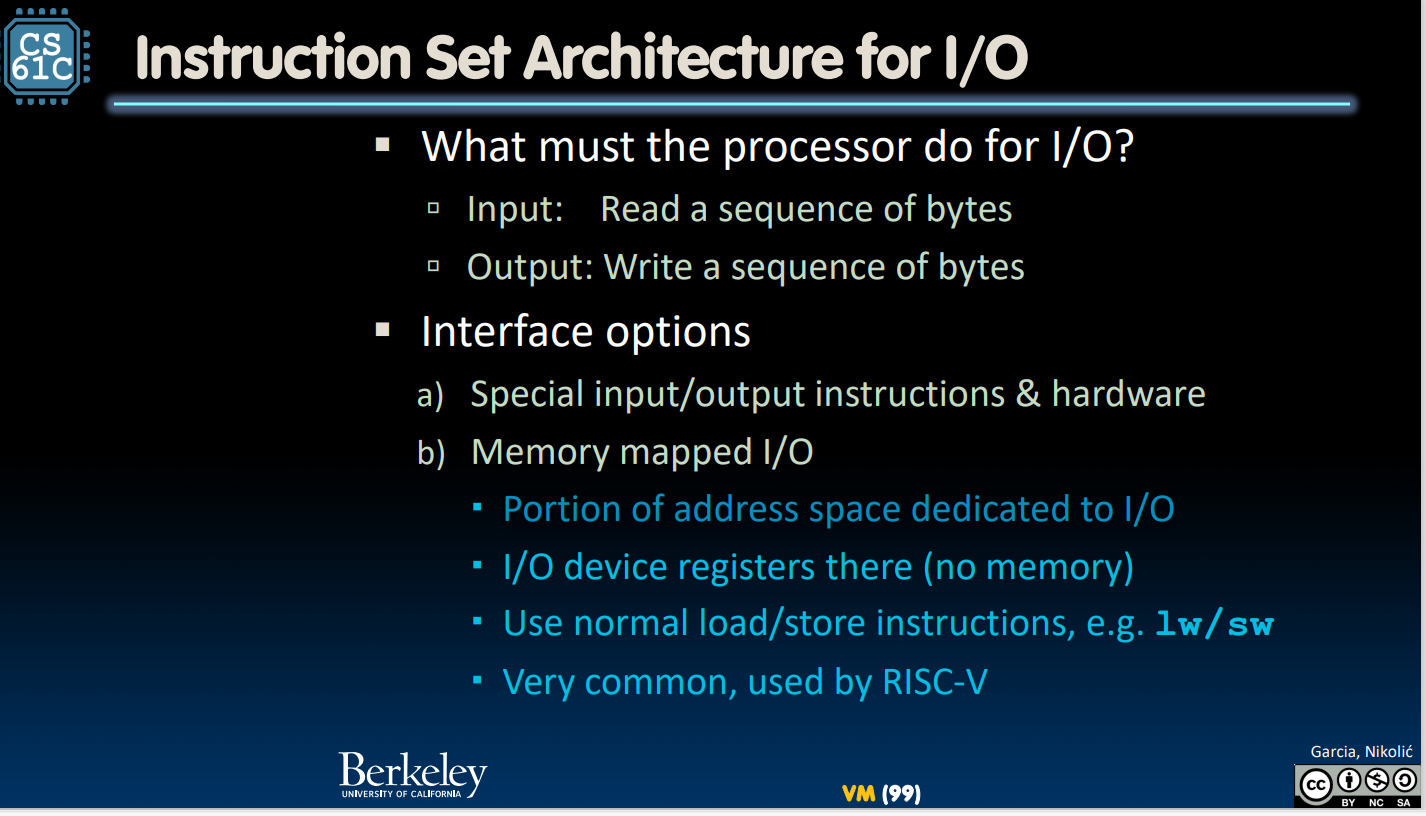 CS
61C
Instruction Set Architecture for I/O
▪ What must the processor do for I/O?
▫ Input: Read a sequence of bytes
▫ Output: Write a sequence of bytes
▪ Interface options
a) Special input/output instructions & hardware
b) Memory mapped I/O
▪ Portion of address space dedicated to I/O
▪ I/O device registers there (no memory)
▪ Use normal load/store instructions, e.g. lw/sw
▪ Very common, used by RISC-V
Berkeley
UNIVERSITY OF CALIFORNIA
VM (99)
Garcia, Nikolić
cc
BY NC SA